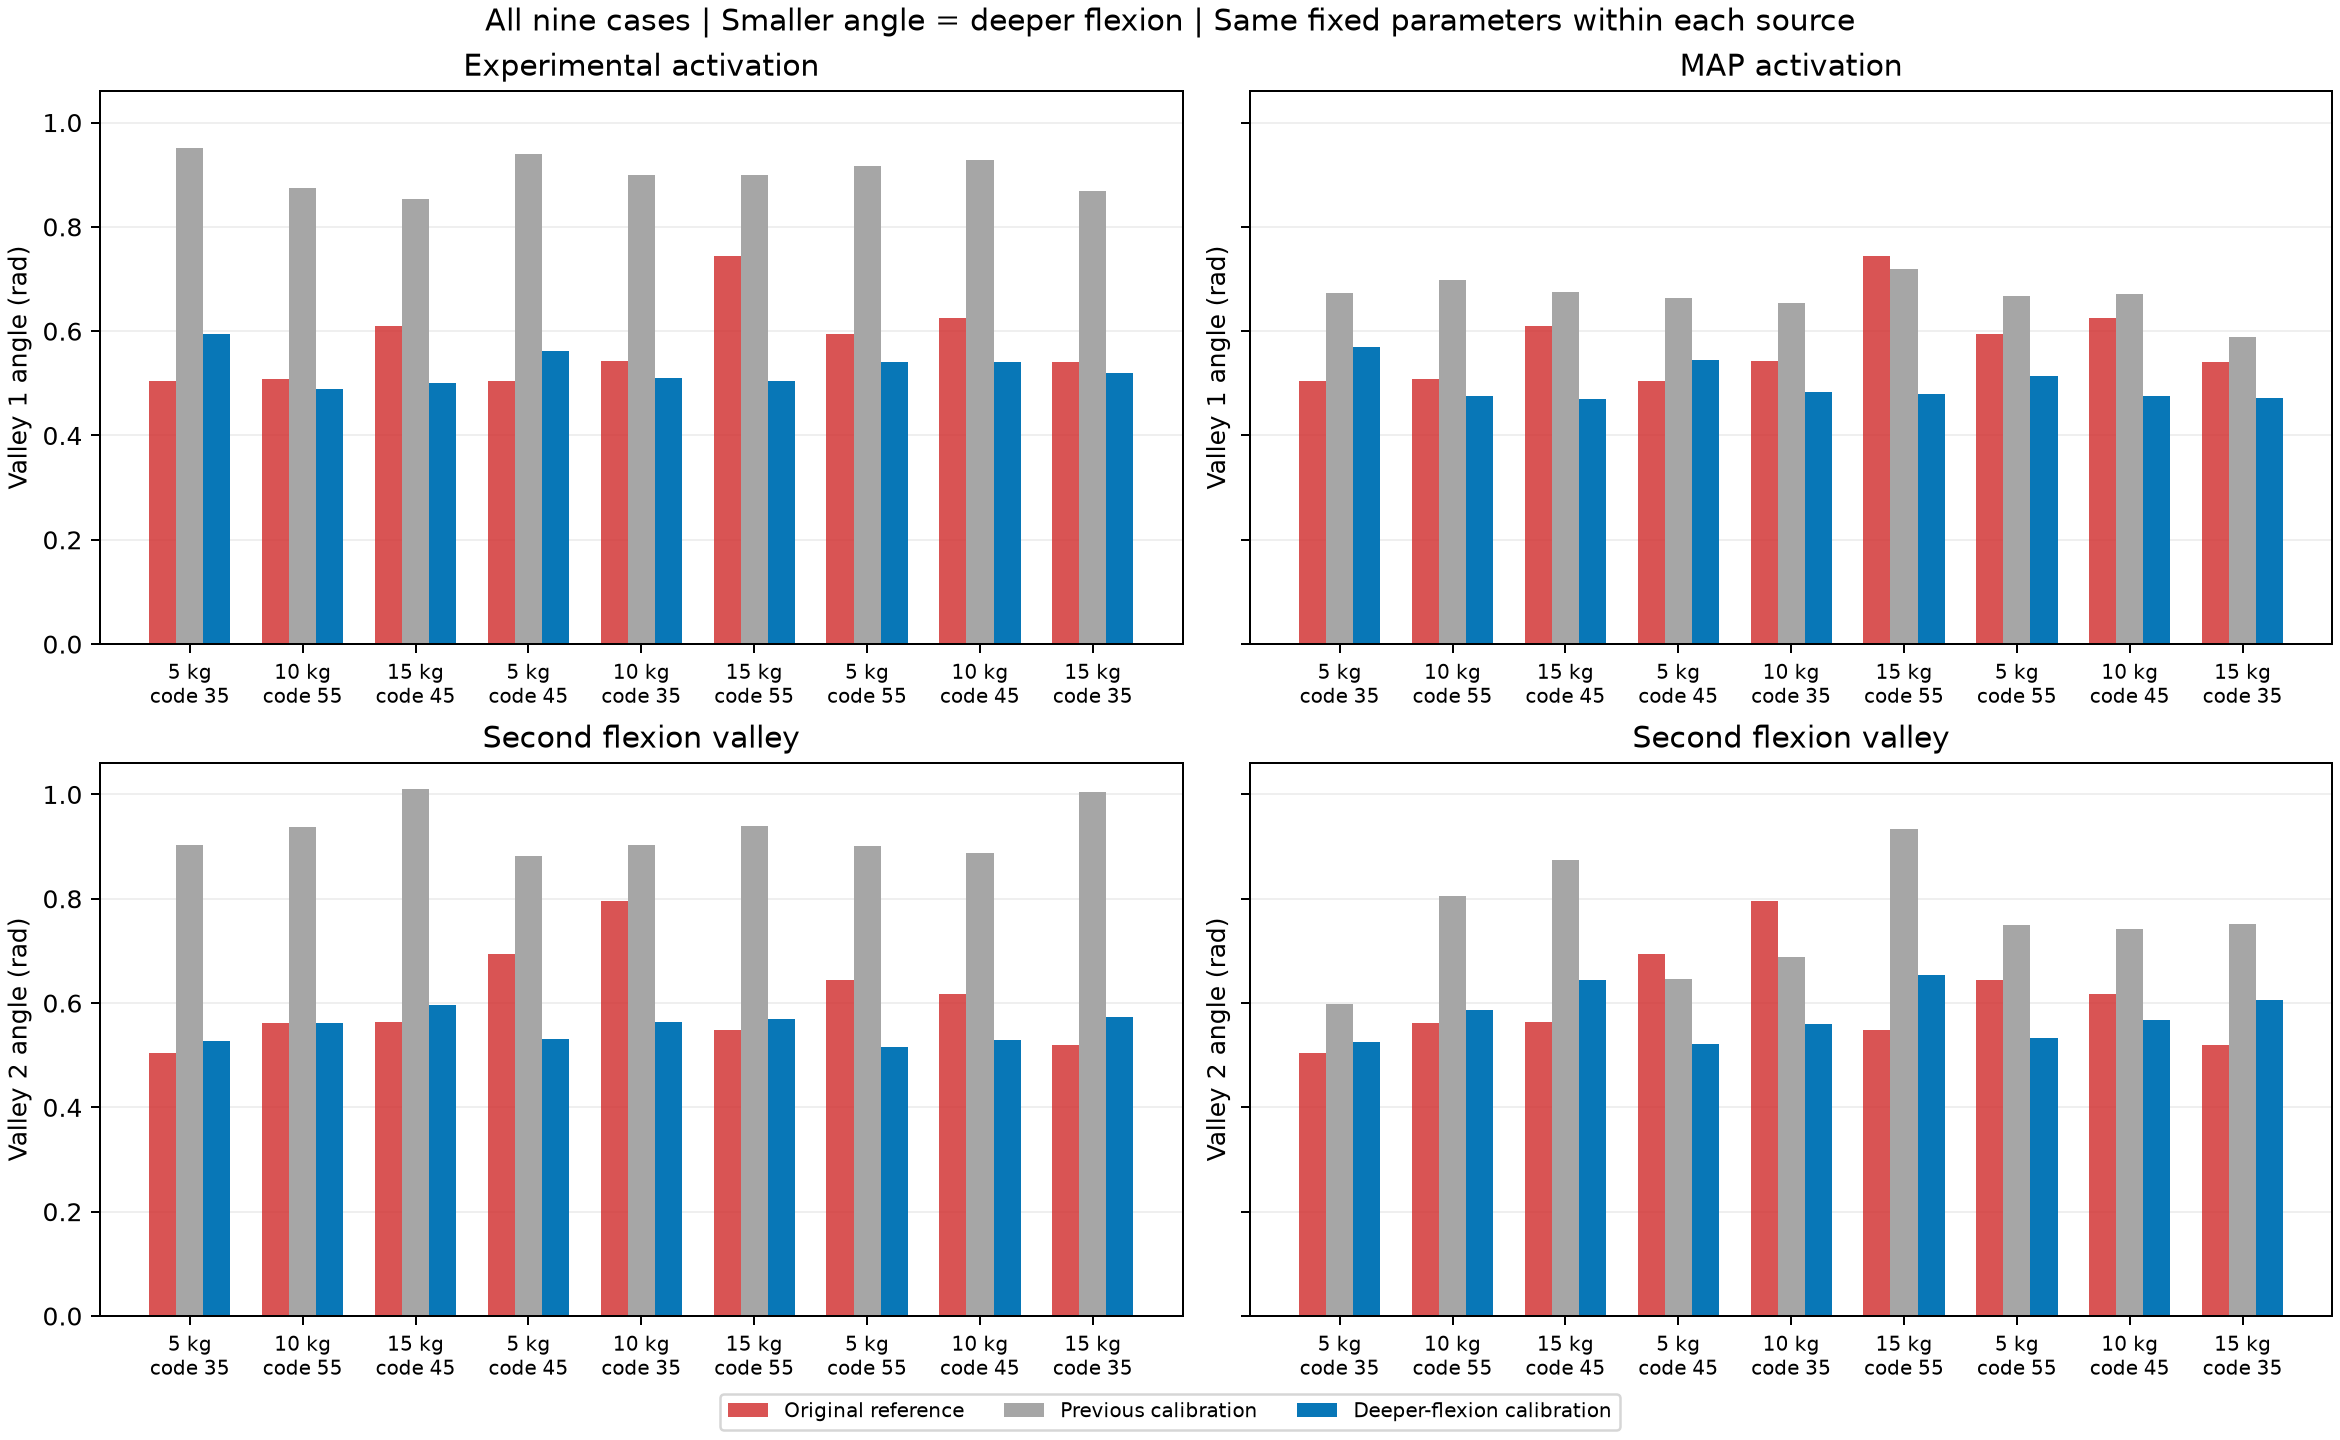 All nine cases | Smaller angle = deeper flexion | Same fixed parameters within each source
Experimental activation
Valley 1 angle (rad)
1.0
0.8
0.6
0.4
0.2
0.0
5 kg code 35
10 kg code 55
15 kg code 45
5 kg code 45
10 kg code 35
15 kg code 55
5 kg code 55
10 kg code 45
15 kg code 35
MAP activation
Valley 1 angle (rad)
5 kg code 35
10 kg code 55
15 kg code 45
5 kg code 45
10 kg code 35
15 kg code 55
5 kg code 55
10 kg code 45
15 kg code 35
Second flexion valley
Valley 2 angle (rad)
1.0
0.8
0.6
0.4
0.2
0.0
5 kg code 35
10 kg code 55
15 kg code 45
5 kg code 45
10 kg code 35
15 kg code 55
5 kg code 55
10 kg code 45
15 kg code 35
Second flexion valley
Valley 2 angle (rad)
5 kg code 35
10 kg code 55
15 kg code 45
5 kg code 45
10 kg code 35
15 kg code 55
5 kg code 55
10 kg code 45
15 kg code 35
Original reference
Previous calibration
Deeper-flexion calibration